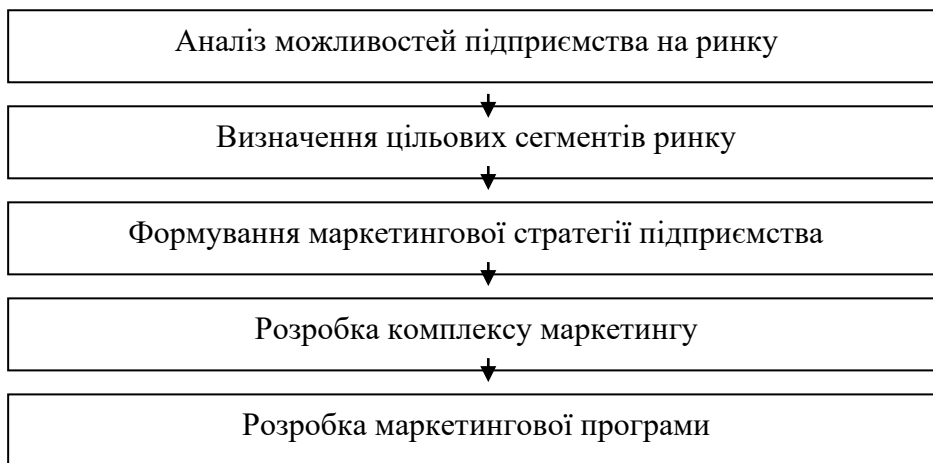 Аналіз можливостей підприємства на ринку
Визначення цільових сегментів ринку
Формування маркетингової стратегії підприємства
Розробка комплексу маркетингу
Розробка маркетингової програми